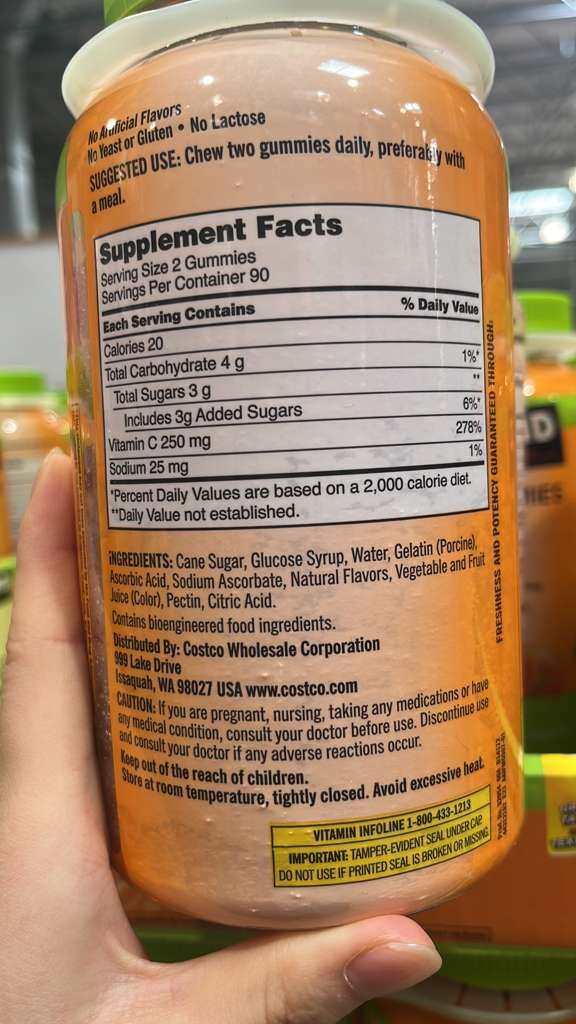 No Artificial Flavors
No Yeast or Gluten • No Lactose
SUGGESTED USE: Chew two gummies daily, preferably with
a meal.
Supplement Facts
Serving Size 2 Gummies
Servings Per Container 90
Each Serving Contains % Daily Value
Calories 20
Total Carbohydrate 4 g 1%*
Total Sugars 3 g **
Includes 3g Added Sugars 6%*
Vitamin C 250 mg 278%
Sodium 25 mg 1%
*Percent Daily Values are based on a 2,000 calorie diet.
**Daily Value not established.
INGREDIENTS: Cane Sugar, Glucose Syrup, Water, Gelatin (Porcine),
Ascorbic Acid, Sodium Ascorbate, Natural Flavors, Vegetable and Fruit
Juice (Color), Pectin, Citric Acid.
Contains bioengineered food ingredients.
Distributed By: Costco Wholesale Corporation
999 Lake Drive
Issaquah, WA 98027 USA www.costco.com
CAUTION: If you are pregnant, nursing, taking any medications or have
any medical condition, consult your doctor before use. Discontinue use
and consult your doctor if any adverse reactions occur.
Keep out of the reach of children.
Store at room temperature, tightly closed. Avoid excessive heat.
VITAMIN INFOLINE 1-800-433-1213
IMPORTANT: TAMPER-EVIDENT SEAL UNDER CAP.
DO NOT USE IF PRINTED SEAL IS BROKEN OR MISSING.
FRESHNESS AND POTENCY GUARANTEED THROUGH: